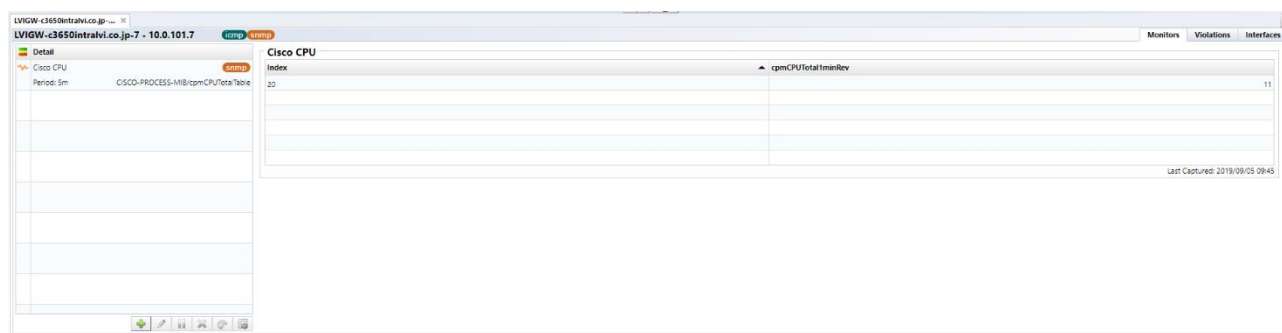 LVIGW-c3650intralvi.co.jp-...
LVIGW-c3650intralvi.co.jp-7 - 10.0.101.7 icmp snmp Monitors Violations Interfaces
Detail
Cisco CPU snmp
Period: 5m CISCO-PROCESS-MIB/cpmCPUTotalTable
Cisco CPU
Index cpmCPUTotal1minRev
20 11
Last Captured: 2019/09/05 09:45